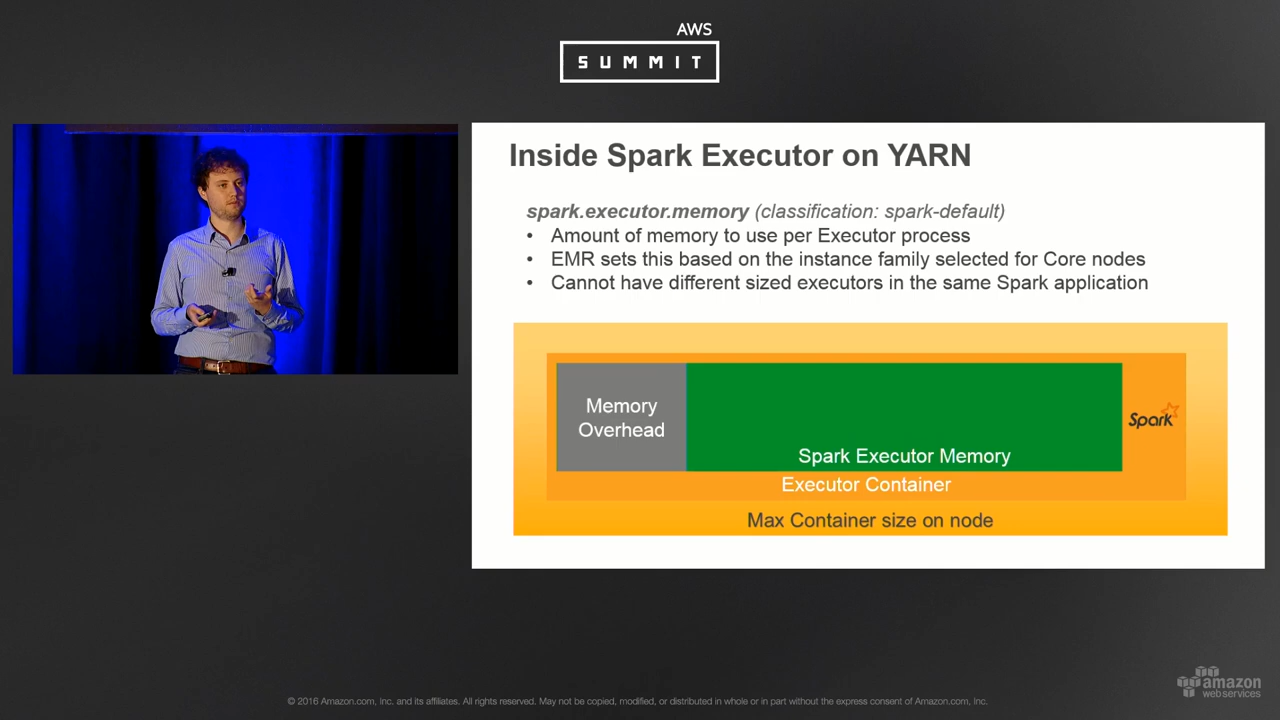 AWS
SUMMIT
Inside Spark Executor on YARN
spark.executor.memory (classification: spark-default)
• Amount of memory to use per Executor process
• EMR sets this based on the instance family selected for Core nodes
• Cannot have different sized executors in the same Spark application
Memory
Overhead
Spark
Spark Executor Memory
Executor Container
Max Container size on node
amazon
web services
© 2016 Amazon.com, Inc. and its affiliates. All rights reserved. May not be copied, modified, or distributed in whole or in part without the express consent of Amazon.com, Inc.